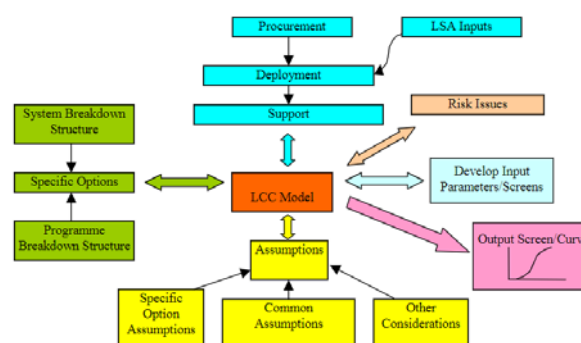 Procurement
LSA Inputs
Deployment
Support
System Breakdown
Structure
Risk Issues
Specific Options
LCC Model
Develop Input
Parameters/Screens
Programme
Breakdown Structure
Assumptions
Output Screen/Curv
Specific
Option
Assumptions
Common
Assumptions
Other
Considerations